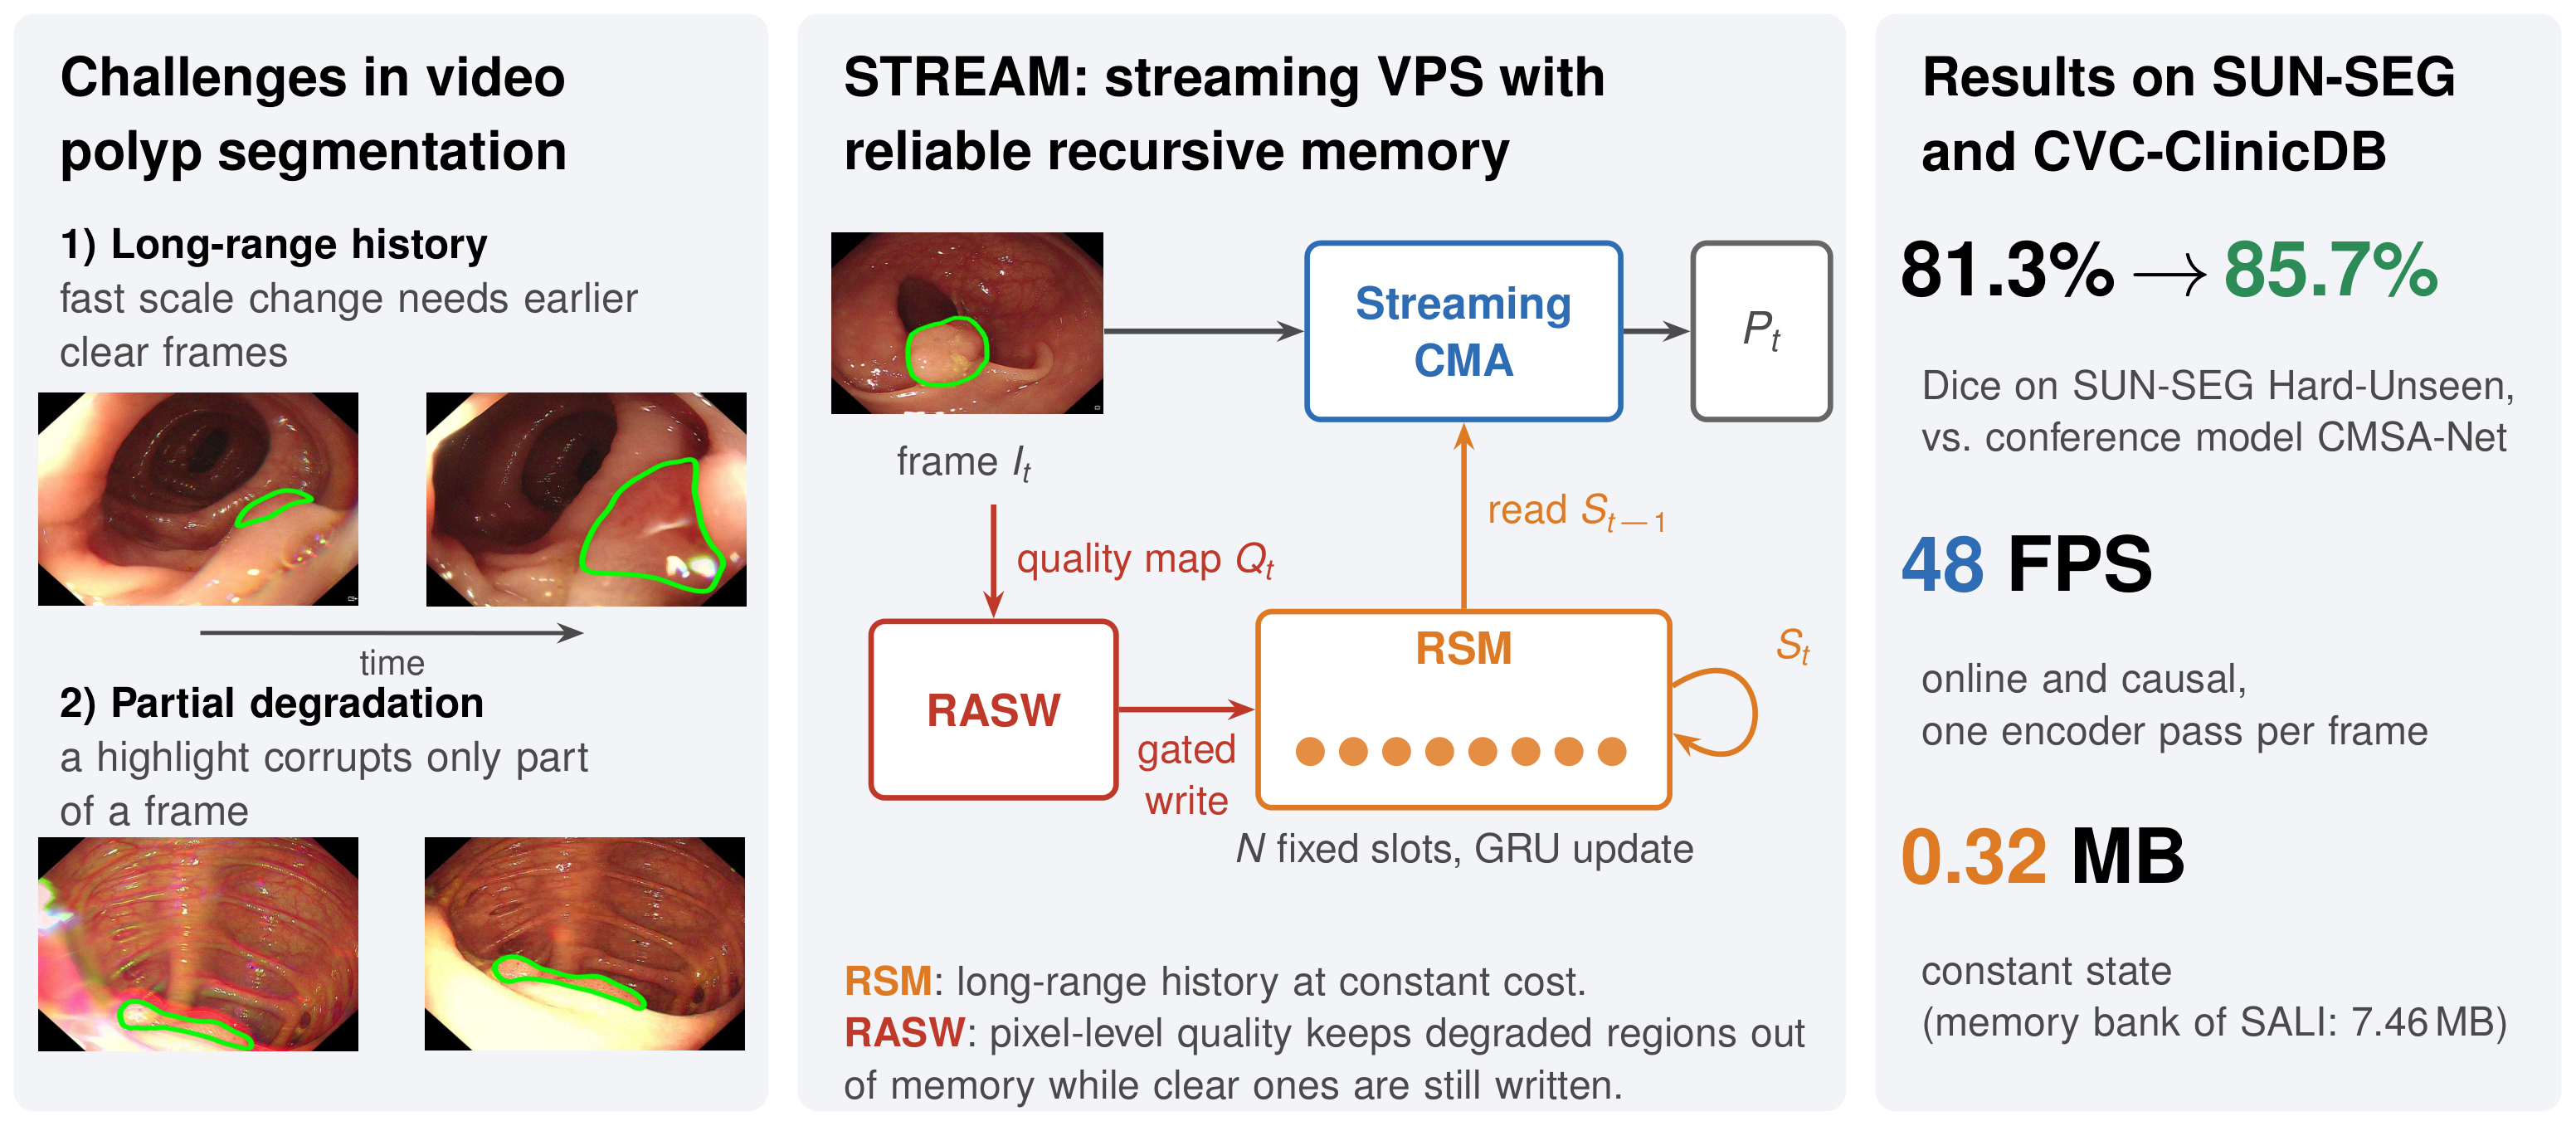 Challenges in video
polyp segmentation
1) Long-range history
fast scale change needs earlier
clear frames
time
2) Partial degradation
a highlight corrupts only part
of a frame
STREAM: streaming VPS with
reliable recursive memory
Streaming
CMA
P_t
frame I_t
read S_{t-1}
quality map Q_t
RASW
gated
write
RSM
S_t
N fixed slots, GRU update
RSM: long-range history at constant cost.
RASW: pixel-level quality keeps degraded regions out
of memory while clear ones are still written.
Results on SUN-SEG
and CVC-ClinicDB
81.3% → 85.7%
Dice on SUN-SEG Hard-Unseen,
vs. conference model CMSA-Net
48 FPS
online and causal,
one encoder pass per frame
0.32 MB
constant state
(memory bank of SALI: 7.46 MB)